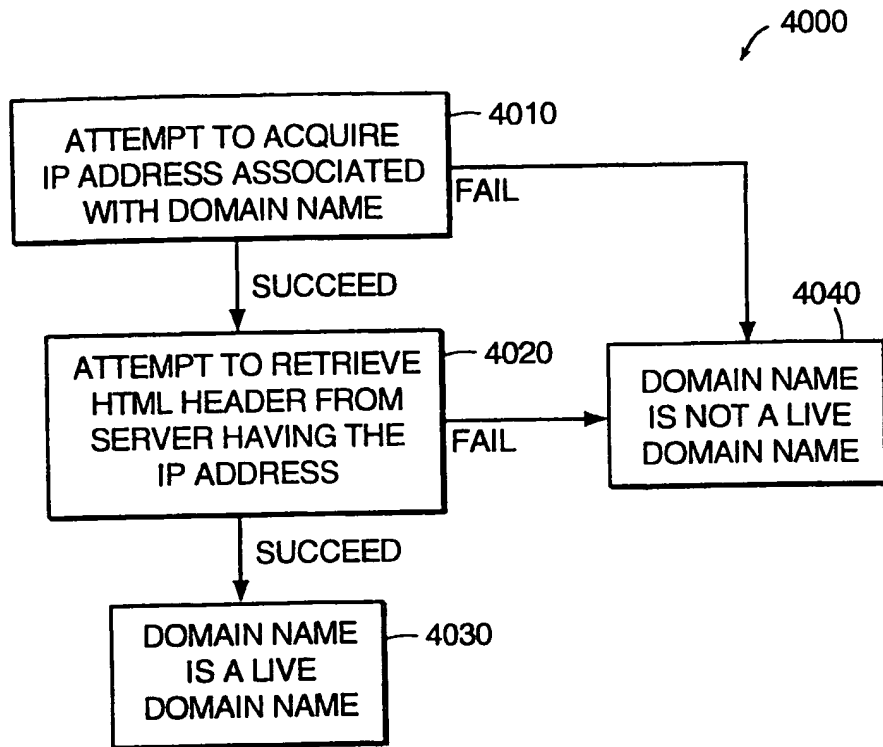 4000
4010
ATTEMPT TO ACQUIRE
IP ADDRESS ASSOCIATED
WITH DOMAIN NAME
FAIL
SUCCEED
4040
4020
ATTEMPT TO RETRIEVE
HTML HEADER FROM
SERVER HAVING THE
IP ADDRESS
FAIL
DOMAIN NAME
IS NOT A LIVE
DOMAIN NAME
SUCCEED
DOMAIN NAME
IS A LIVE
DOMAIN NAME
4030